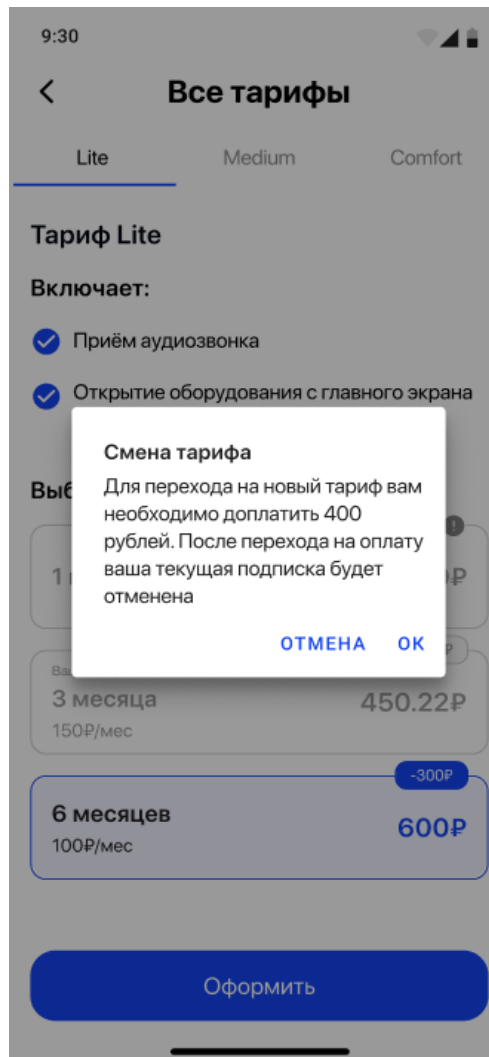 9:30
Все тарифы
Lite
Medium
Comfort
Тариф Lite
Включает:
Приём аудиозвонка
Открытие оборудования с главного экрана
Смена тарифа
Для перехода на новый тариф вам
необходимо доплатить 400
рублей. После перехода на оплату
ваша текущая подписка будет
отменена
ОТМЕНА
ОК
3 месяца
450.22₽
150₽/мес
-300₽
6 месяцев
600₽
100₽/мес
Оформить